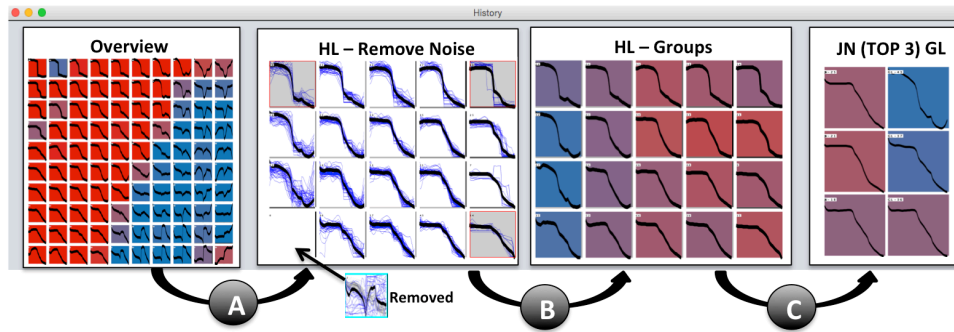 History
Overview
HL – Remove Noise
HL – Groups
JN (TOP 3) GL
A
Removed
B
C